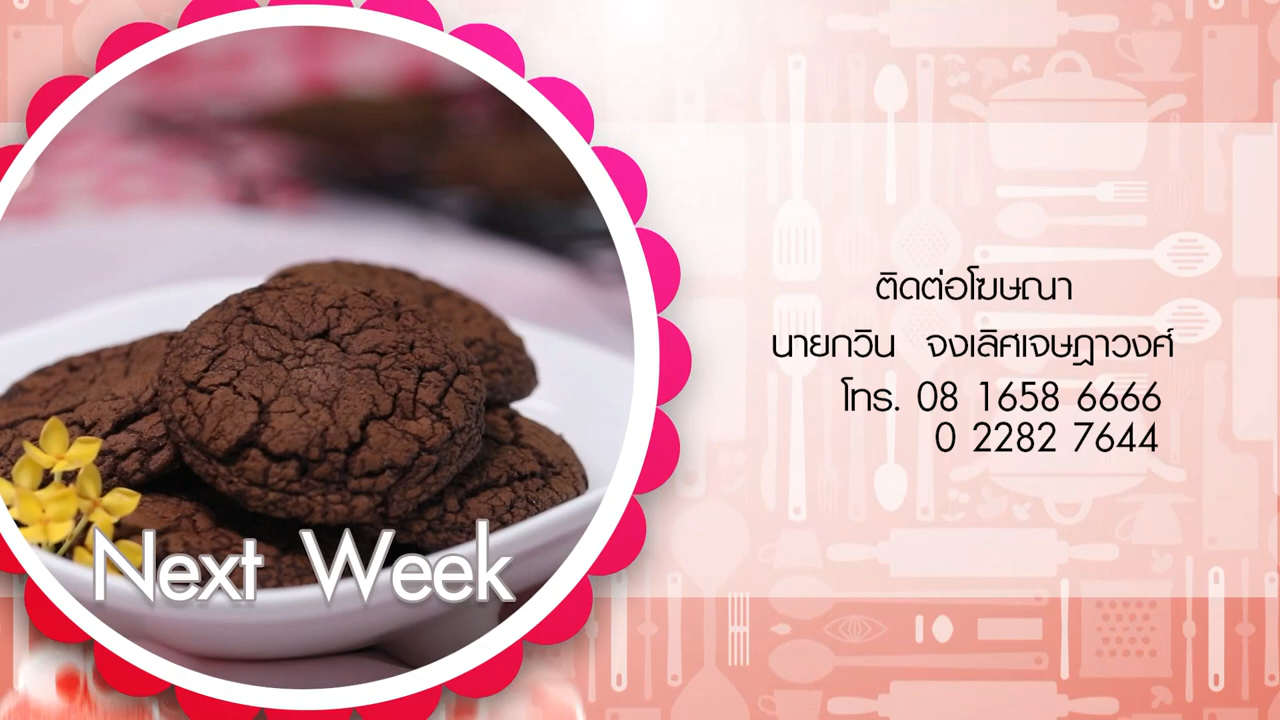 ติดต่อโฆษณา
นายกวิน จงเลิศเจษฎาวงศ์
โทร. 08 1658 6666
0 2282 7644
Next Week